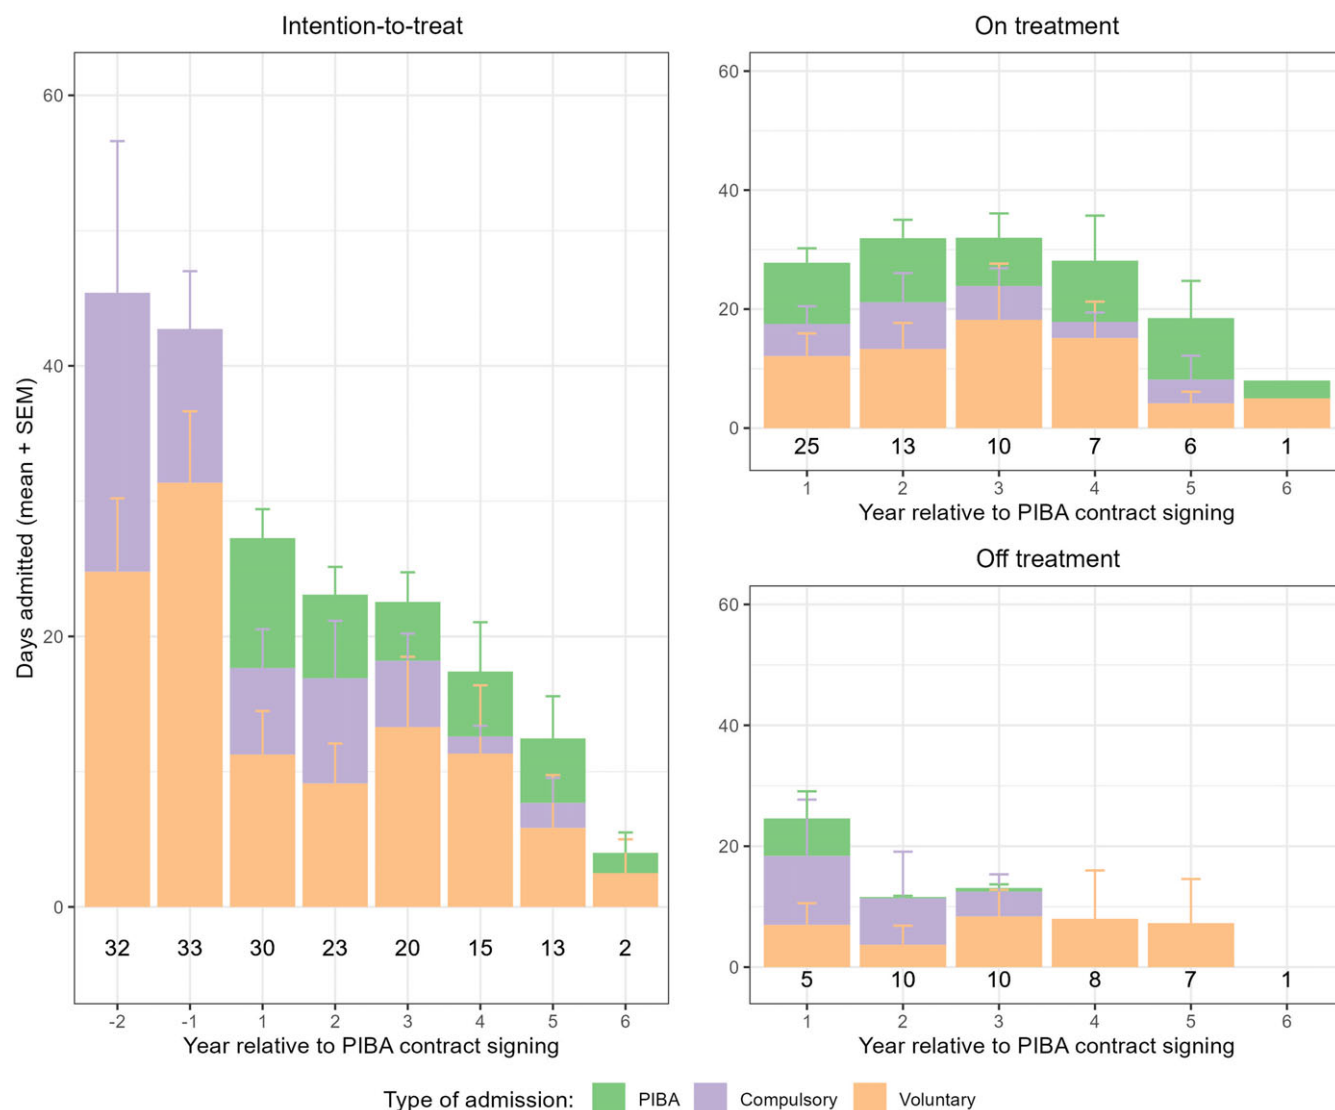 Intention-to-treat
Days admitted (mean + SEM)
60
40
20
0
32 33 30 23 20 15 13 2
-2 -1 1 2 3 4 5 6
Year relative to PIBA contract signing
On treatment
60
40
20
0
25 13 10 7 6 1
1 2 3 4 5 6
Year relative to PIBA contract signing
Off treatment
60
40
20
0
5 10 10 8 7 1
1 2 3 4 5 6
Year relative to PIBA contract signing
Type of admission: PIBA Compulsory Voluntary